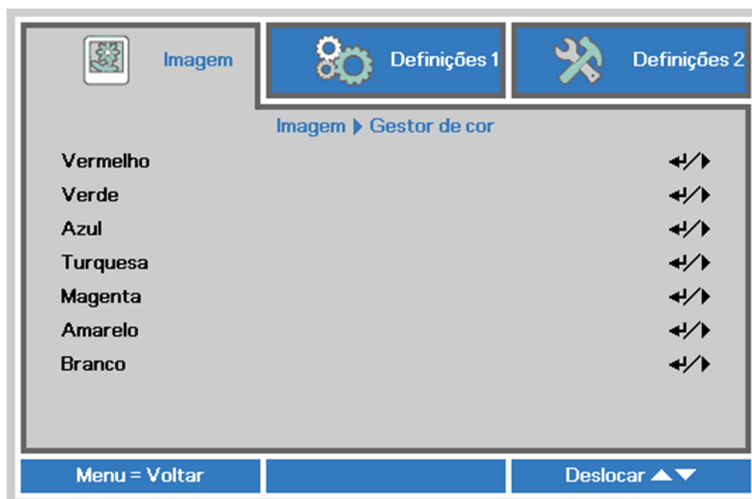 Imagem Definições 1 Definições 2
Imagem ▶ Gestor de cor
Vermelho ↵/▶
Verde ↵/▶
Azul ↵/▶
Turquesa ↵/▶
Magenta ↵/▶
Amarelo ↵/▶
Branco ↵/▶
Menu = Voltar Deslocar ▲▼